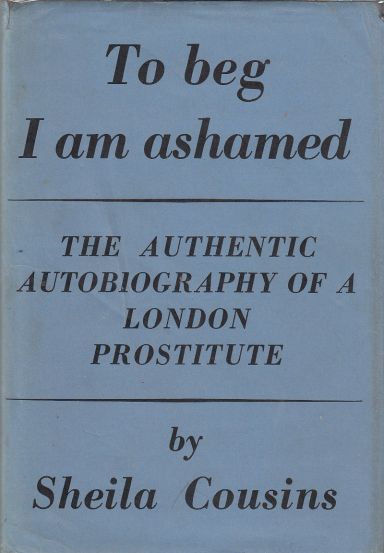 To beg
I am ashamed
THE AUTHENTIC
AUTOBIOGRAPHY OF A
LONDON
PROSTITUTE
by
Sheila Cousins